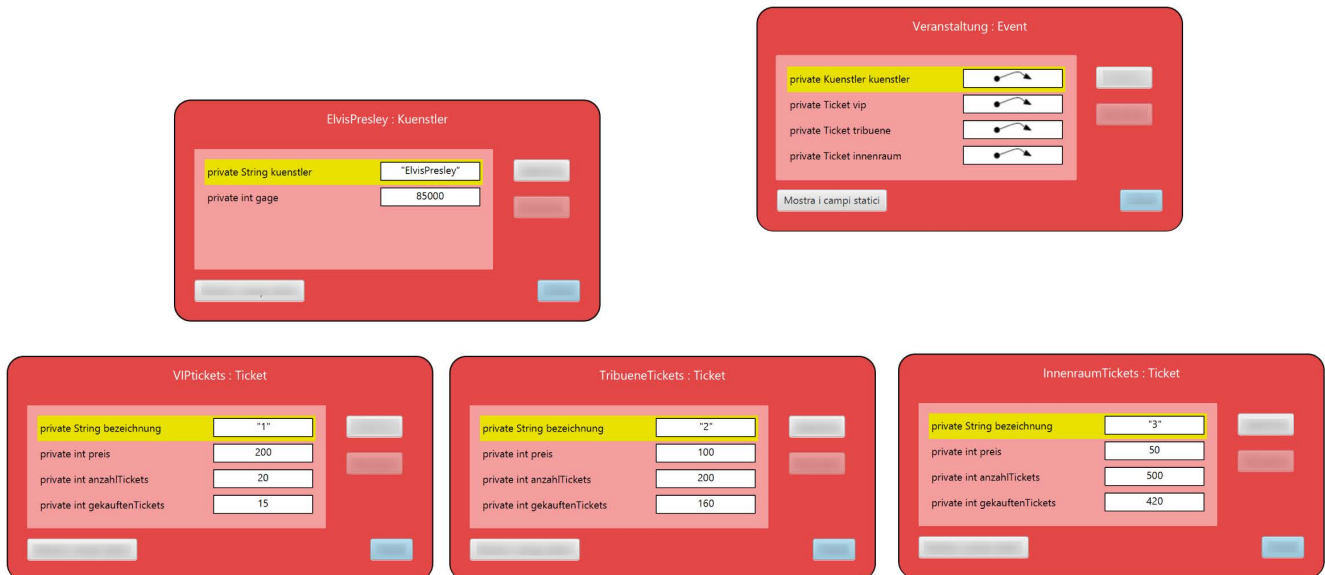 Veranstaltung : Event
private Kuenstler kuenstler
private Ticket vip
private Ticket tribuene
private Ticket innenraum
Mostra i campi statici
ElvisPresley : Kuenstler
private String kuenstler "ElvisPresley"
private int gage 85000
VIPtickets : Ticket
private String bezeichnung "1"
private int preis 200
private int anzahlTickets 20
private int gekauftenTickets 15
TribueneTickets : Ticket
private String bezeichnung "2"
private int preis 100
private int anzahlTickets 200
private int gekauftenTickets 160
InnenraumTickets : Ticket
private String bezeichnung "3"
private int preis 50
private int anzahlTickets 500
private int gekauftenTickets 420